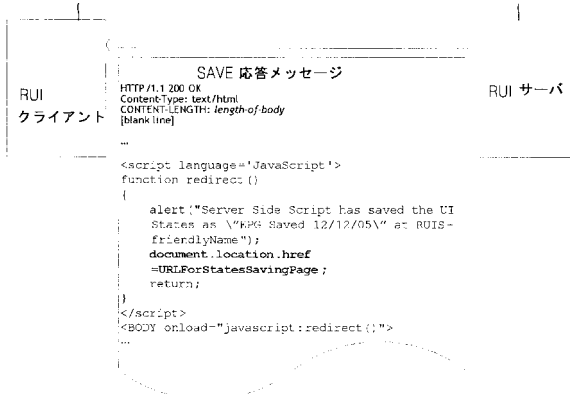 SAVE 応答メッセージ
HTTP/1.1 200 OK
Content-Type: text/html
CONTENT-LENGTH: length-of-body
[blank line]
...
<script language='JavaScript'>
function redirect()
{
alert("Server Side Script has saved the UI
States as \"EPG Saved 12/12/05\" at RUIS-
friendlyName");
document.location.href
=URLForStatesSavingPage;
return;
}
</script>
<BODY onload="javascript:redirect()">
...
RUI
クライアント
RUI サーバ